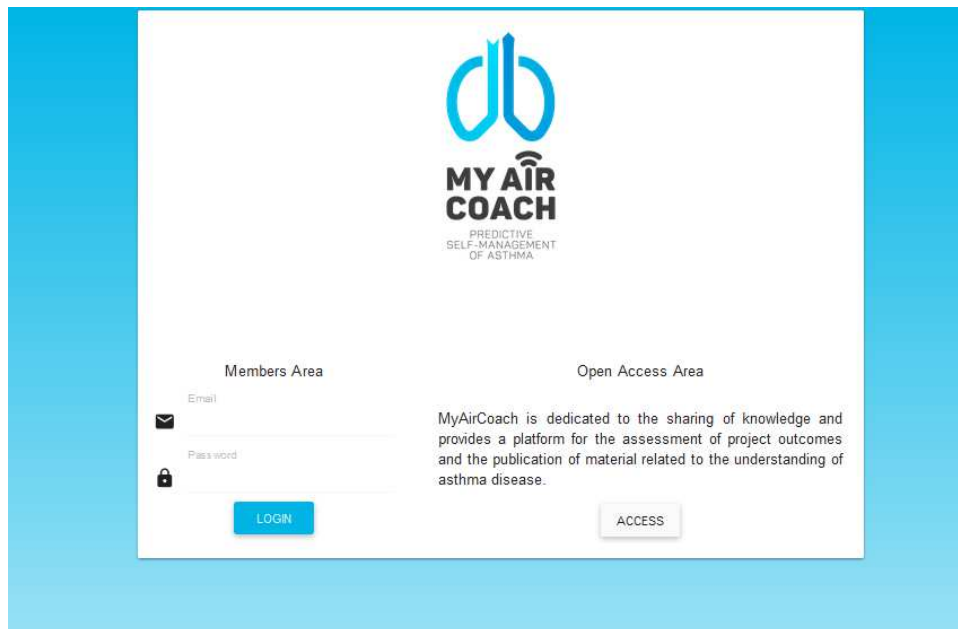 MY AIR
COACH
PREDICTIVE
SELF-MANAGEMENT
OF ASTHMA
Members Area
Email
Password
LOGIN
Open Access Area
MyAirCoach is dedicated to the sharing of knowledge and
provides a platform for the assessment of project outcomes
and the publication of material related to the understanding of
asthma disease.
ACCESS